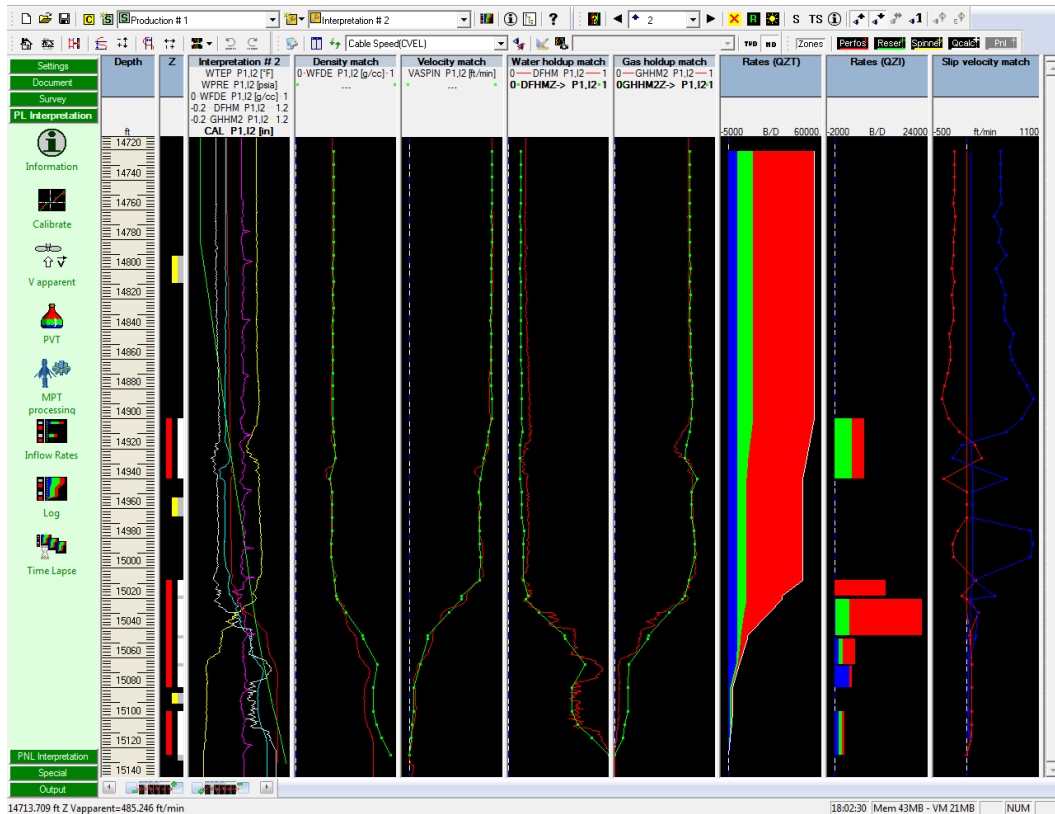 C S Production # 1 Interpretation # 2 ? ? 2 X R S TS 1
Cable Speed(CVEL) TVD MD Zones Perfos Reser! Spinne! Qcalc! Pnl !
Settings
Document
Survey
PL Interpretation
Information
Calibrate
V apparent
PVT
MPT
processing
Inflow Rates
Log
Time Lapse
PNL Interpretation
Special
Output
Depth
ft
14720
14740
14760
14780
14800
14820
14840
14860
14880
14900
14920
14940
14960
14980
15000
15020
15040
15060
15080
15100
15120
15140
Z
Interpretation # 2
WTEP P1,I2 [°F]
WPRE P1,I2 [psia]
0 WFDE P1,I2 [g/cc] 1
-0.2 DFHM P1,I2 1.2
-0.2 GHHM2 P1,I2 1.2
CAL P1,I2 [in]
Density match
0 WFDE P1,I2 [g/cc] 1
...
Velocity match
VASPIN P1,I2 [ft/min]
...
Water holdup match
0 DFHM P1,I2 1
0 DFHMZ-> P1,I2 1
Gas holdup match
0 GHHM2 P1,I2 1
0GHHM2Z-> P1,I2 1
Rates (QZT)
-5000 B/D 60000
Rates (QZI)
-2000 B/D 24000
Slip velocity match
-500 ft/min 1100
14713.709 ft Z Vapparent=485.246 ft/min 18:02:30 Mem 43MB - VM 21MB NUM